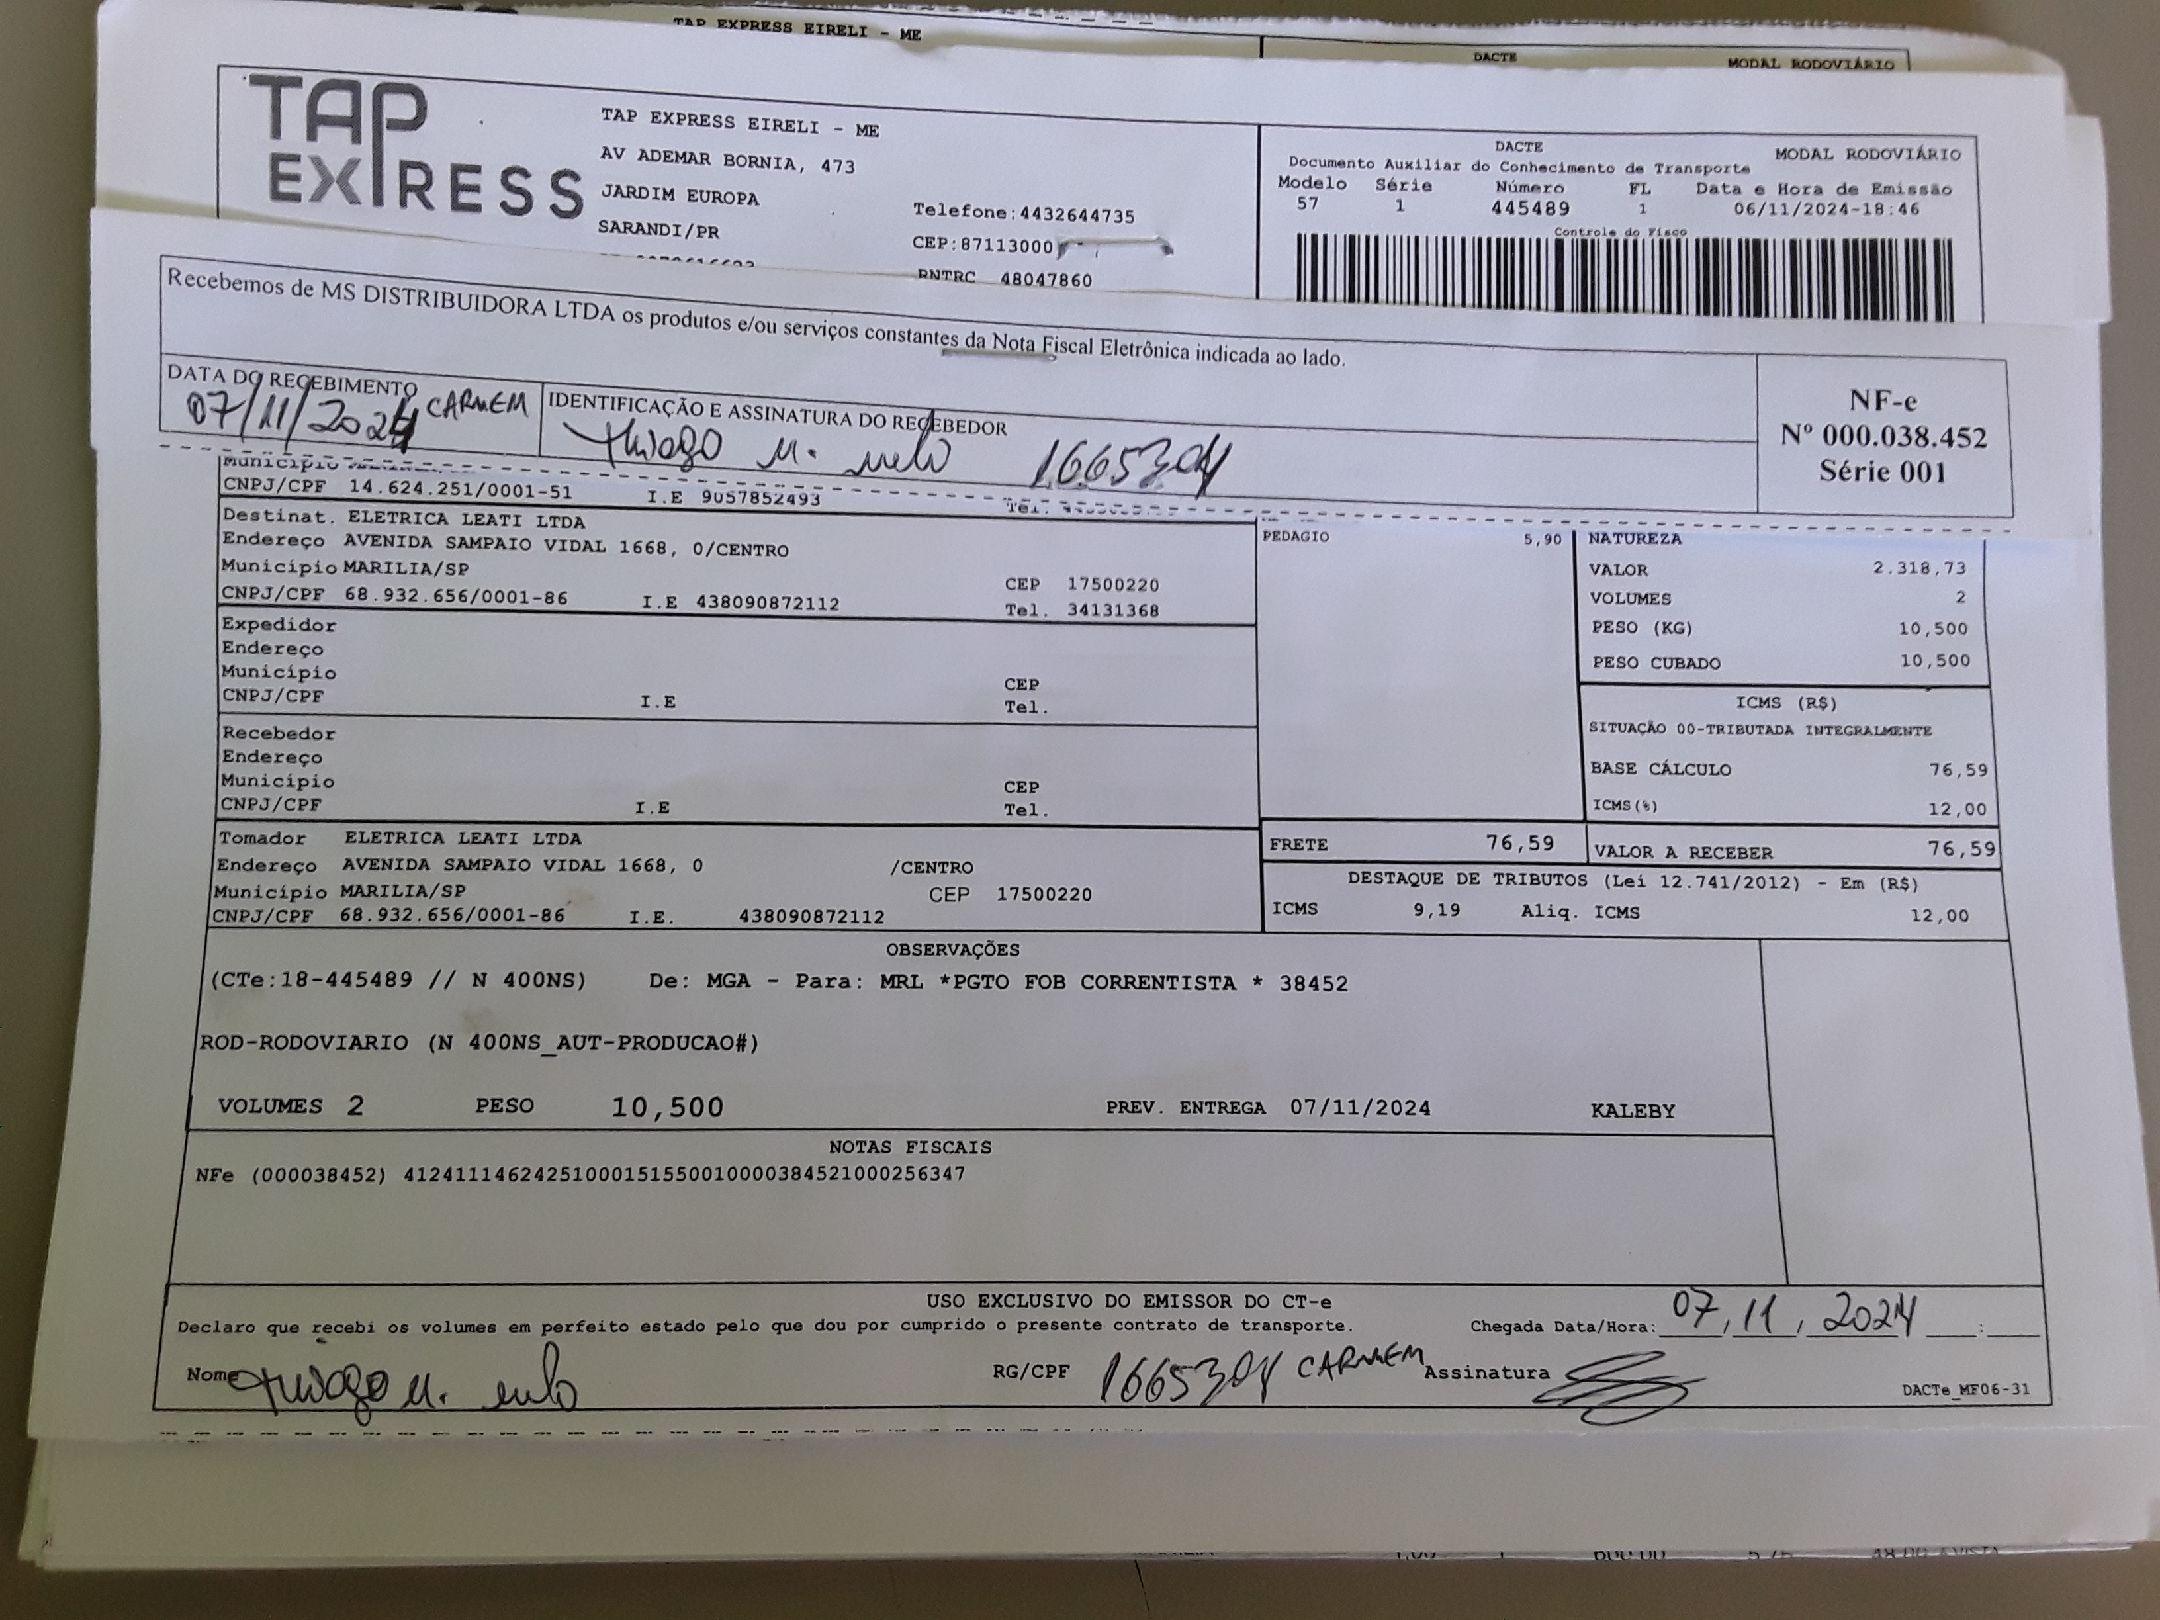 TAP EXPRESS EIRELI - ME
DACTE
MODAL RODOVIÁRIO
TAP
EXPRESS
TAP EXPRESS EIRELI - ME
AV ADEMAR BORNIA, 473
JARDIM EUROPA
SARANDI/PR
Telefone:4432644735
CEP:87113000
RNTRC 48047860
DACTE MODAL RODOVIÁRIO
Documento Auxiliar do Conhecimento de Transporte
Modelo Série Número FL Data e Hora de Emissão
57 1 445489 1 06/11/2024-18:46
Controle do Fisco
Recebemos de MS DISTRIBUIDORA LTDA os produtos e/ou serviços constantes da Nota Fiscal Eletrônica indicada ao lado.
DATA DO RECEBIMENTO
07/11/2024 CARMEM
IDENTIFICAÇÃO E ASSINATURA DO RECEBEDOR
Thiago M. Melo 1665304
NF-e
Nº 000.038.452
Série 001
Município
CNPJ/CPF 14.624.251/0001-51 I.E 9057852493 Tel.
Destinat. ELETRICA LEATI LTDA
Endereço AVENIDA SAMPAIO VIDAL 1668, 0/CENTRO
Município MARILIA/SP CEP 17500220
CNPJ/CPF 68.932.656/0001-86 I.E 438090872112 Tel. 34131368
Expedidor
Endereço
Município CEP
CNPJ/CPF I.E Tel.
Recebedor
Endereço
Município CEP
CNPJ/CPF I.E Tel.
Tomador ELETRICA LEATI LTDA
Endereço AVENIDA SAMPAIO VIDAL 1668, 0 /CENTRO
Município MARILIA/SP CEP 17500220
CNPJ/CPF 68.932.656/0001-86 I.E. 438090872112
PEDAGIO 5,90
NATUREZA
VALOR 2.318,73
VOLUMES 2
PESO (KG) 10,500
PESO CUBADO 10,500
ICMS (R$)
SITUAÇÃO 00-TRIBUTADA INTEGRALMENTE
BASE CÁLCULO 76,59
ICMS(%) 12,00
FRETE 76,59 VALOR A RECEBER 76,59
DESTAQUE DE TRIBUTOS (Lei 12.741/2012) - Em (R$)
ICMS 9,19 Aliq. ICMS 12,00
OBSERVAÇÕES
(CTe:18-445489 // N 400NS) De: MGA - Para: MRL *PGTO FOB CORRENTISTA * 38452
ROD-RODOVIARIO (N 400NS_AUT-PRODUCAO#)
VOLUMES 2 PESO 10,500 PREV. ENTREGA 07/11/2024 KALEBY
NOTAS FISCAIS
NFe (000038452) 41241114624251000151550010000384521000256347
USO EXCLUSIVO DO EMISSOR DO CT-e
Declaro que recebi os volumes em perfeito estado pelo que dou por cumprido o presente contrato de transporte. Chegada Data/Hora: 07, 11, 2024 :
Nome Thiago M. Melo RG/CPF 1665304 CARMEM Assinatura
DACTe_MF06-31